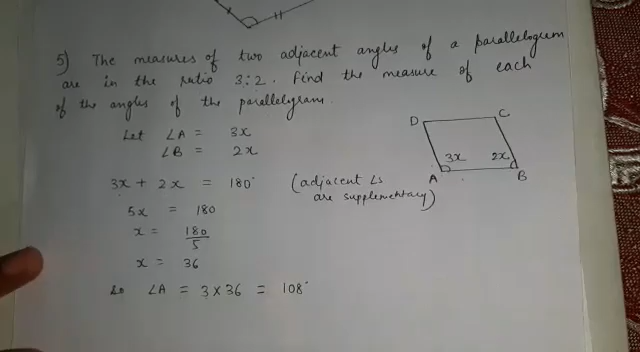 5) The measures of two adjacent angles of a parallelogram
are in the ratio 3:2. Find the measure of each
of the angles of the parallelogram.
Let ∠A = 3x
∠B = 2x
D C
3x 2x
A B
3x + 2x = 180° (adjacent ∠s
are supplementary)
5x = 180
x = 180/5
x = 36
So ∠A = 3 x 36 = 108°